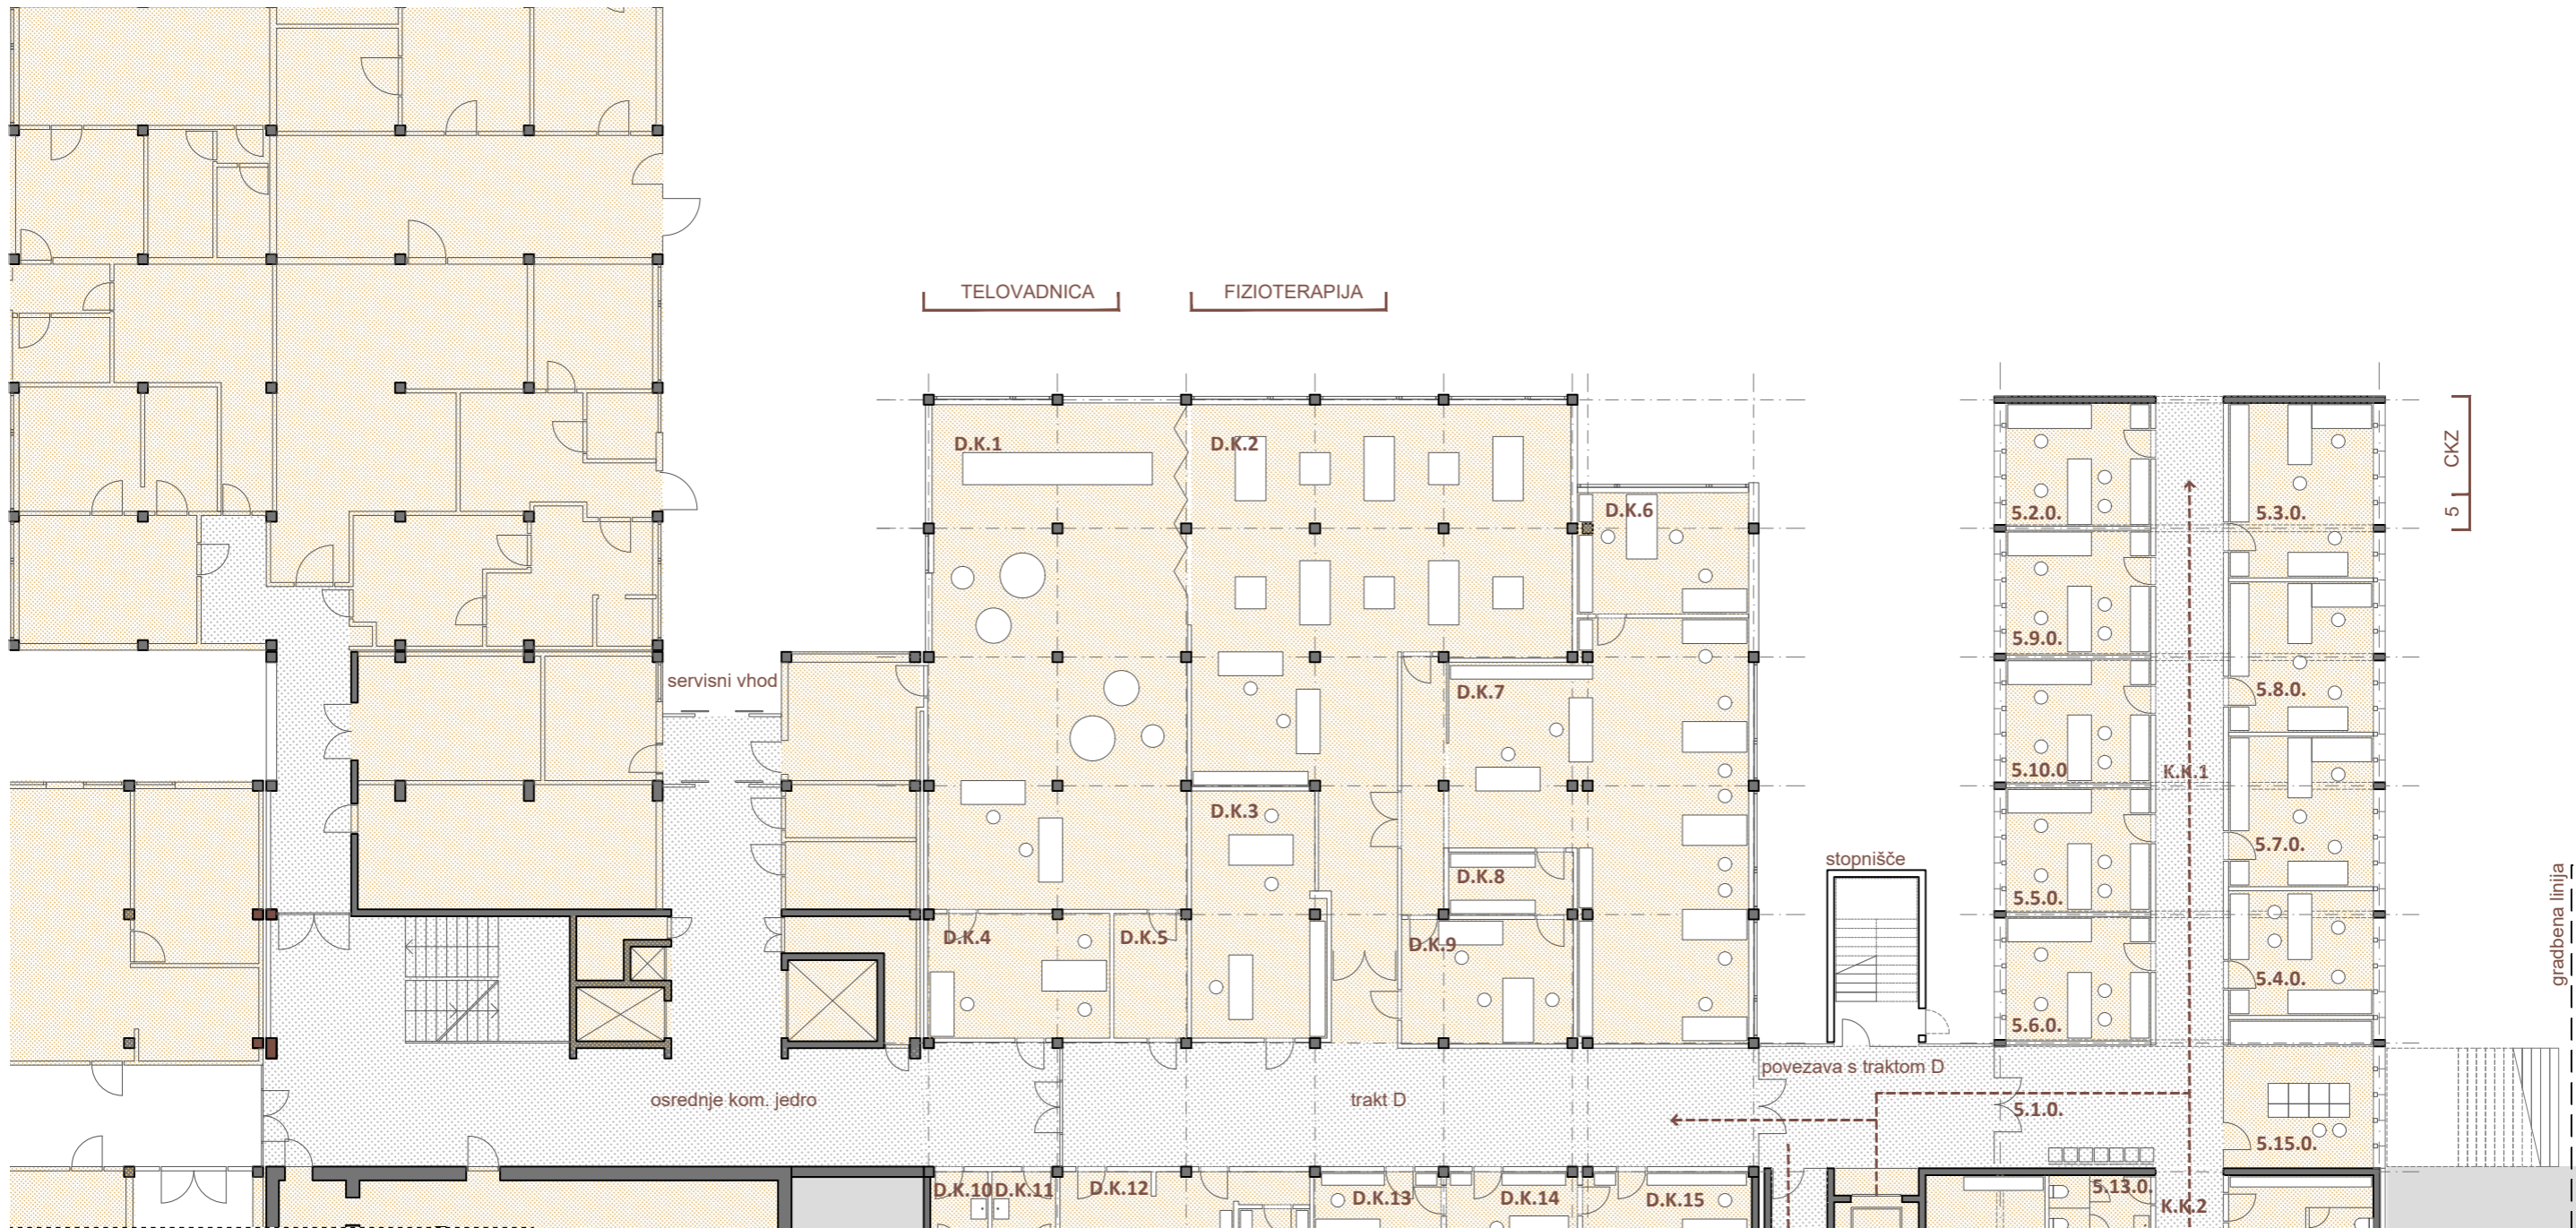 TELOVADNICA
FIZIOTERAPIJA
5 CKZ
D.K.1
D.K.2
D.K.6
5.2.0.
5.3.0.
5.9.0.
servisni vhod
D.K.7
5.8.0.
5.10.0
K.K.1
D.K.3
5.7.0.
stopnišče
D.K.8
5.5.0.
gradbena linija
D.K.4
D.K.5
D.K.9
5.4.0.
5.6.0.
povezava s traktom D
osrednje kom. jedro
trakt D
5.1.0.
5.15.0.
D.K.10
D.K.11
D.K.12
D.K.13
D.K.14
D.K.15
5.13.0.
K.K.2